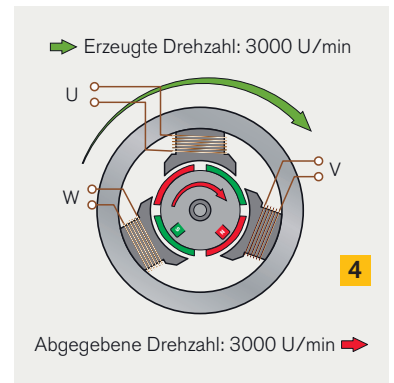 Erzeugte Drehzahl: 3000 U/min
U
V
W
4
Abgegebene Drehzahl: 3000 U/min